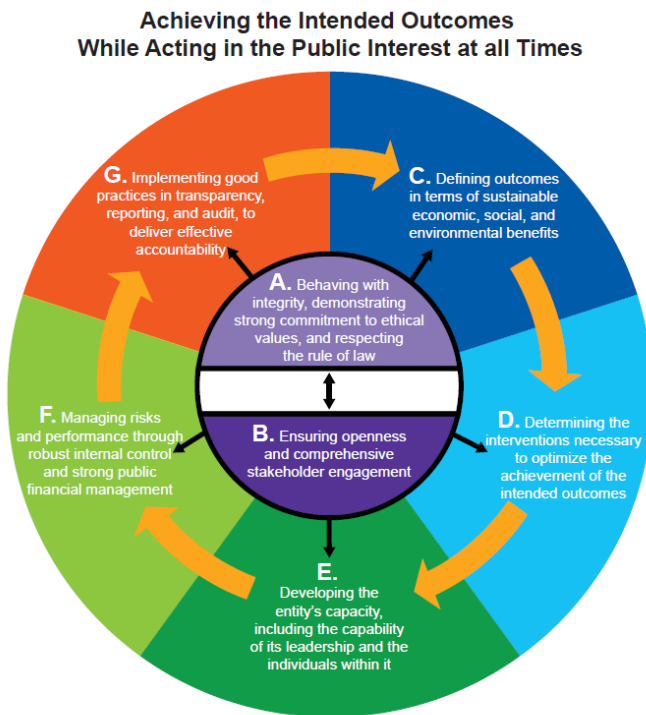 Achieving the Intended Outcomes
While Acting in the Public Interest at all Times
G. Implementing good
practices in transparency,
reporting, and audit, to
deliver effective
accountability
C. Defining outcomes
in terms of sustainable
economic, social, and
environmental benefits
A. Behaving with
integrity, demonstrating
strong commitment to ethical
values, and respecting
the rule of law
B. Ensuring openness
and comprehensive
stakeholder engagement
F. Managing risks
and performance through
robust internal control
and strong public
financial management
D. Determining the
interventions necessary
to optimize the
achievement of the
intended outcomes
E.
Developing the
entity's capacity,
including the capability
of its leadership and the
individuals within it